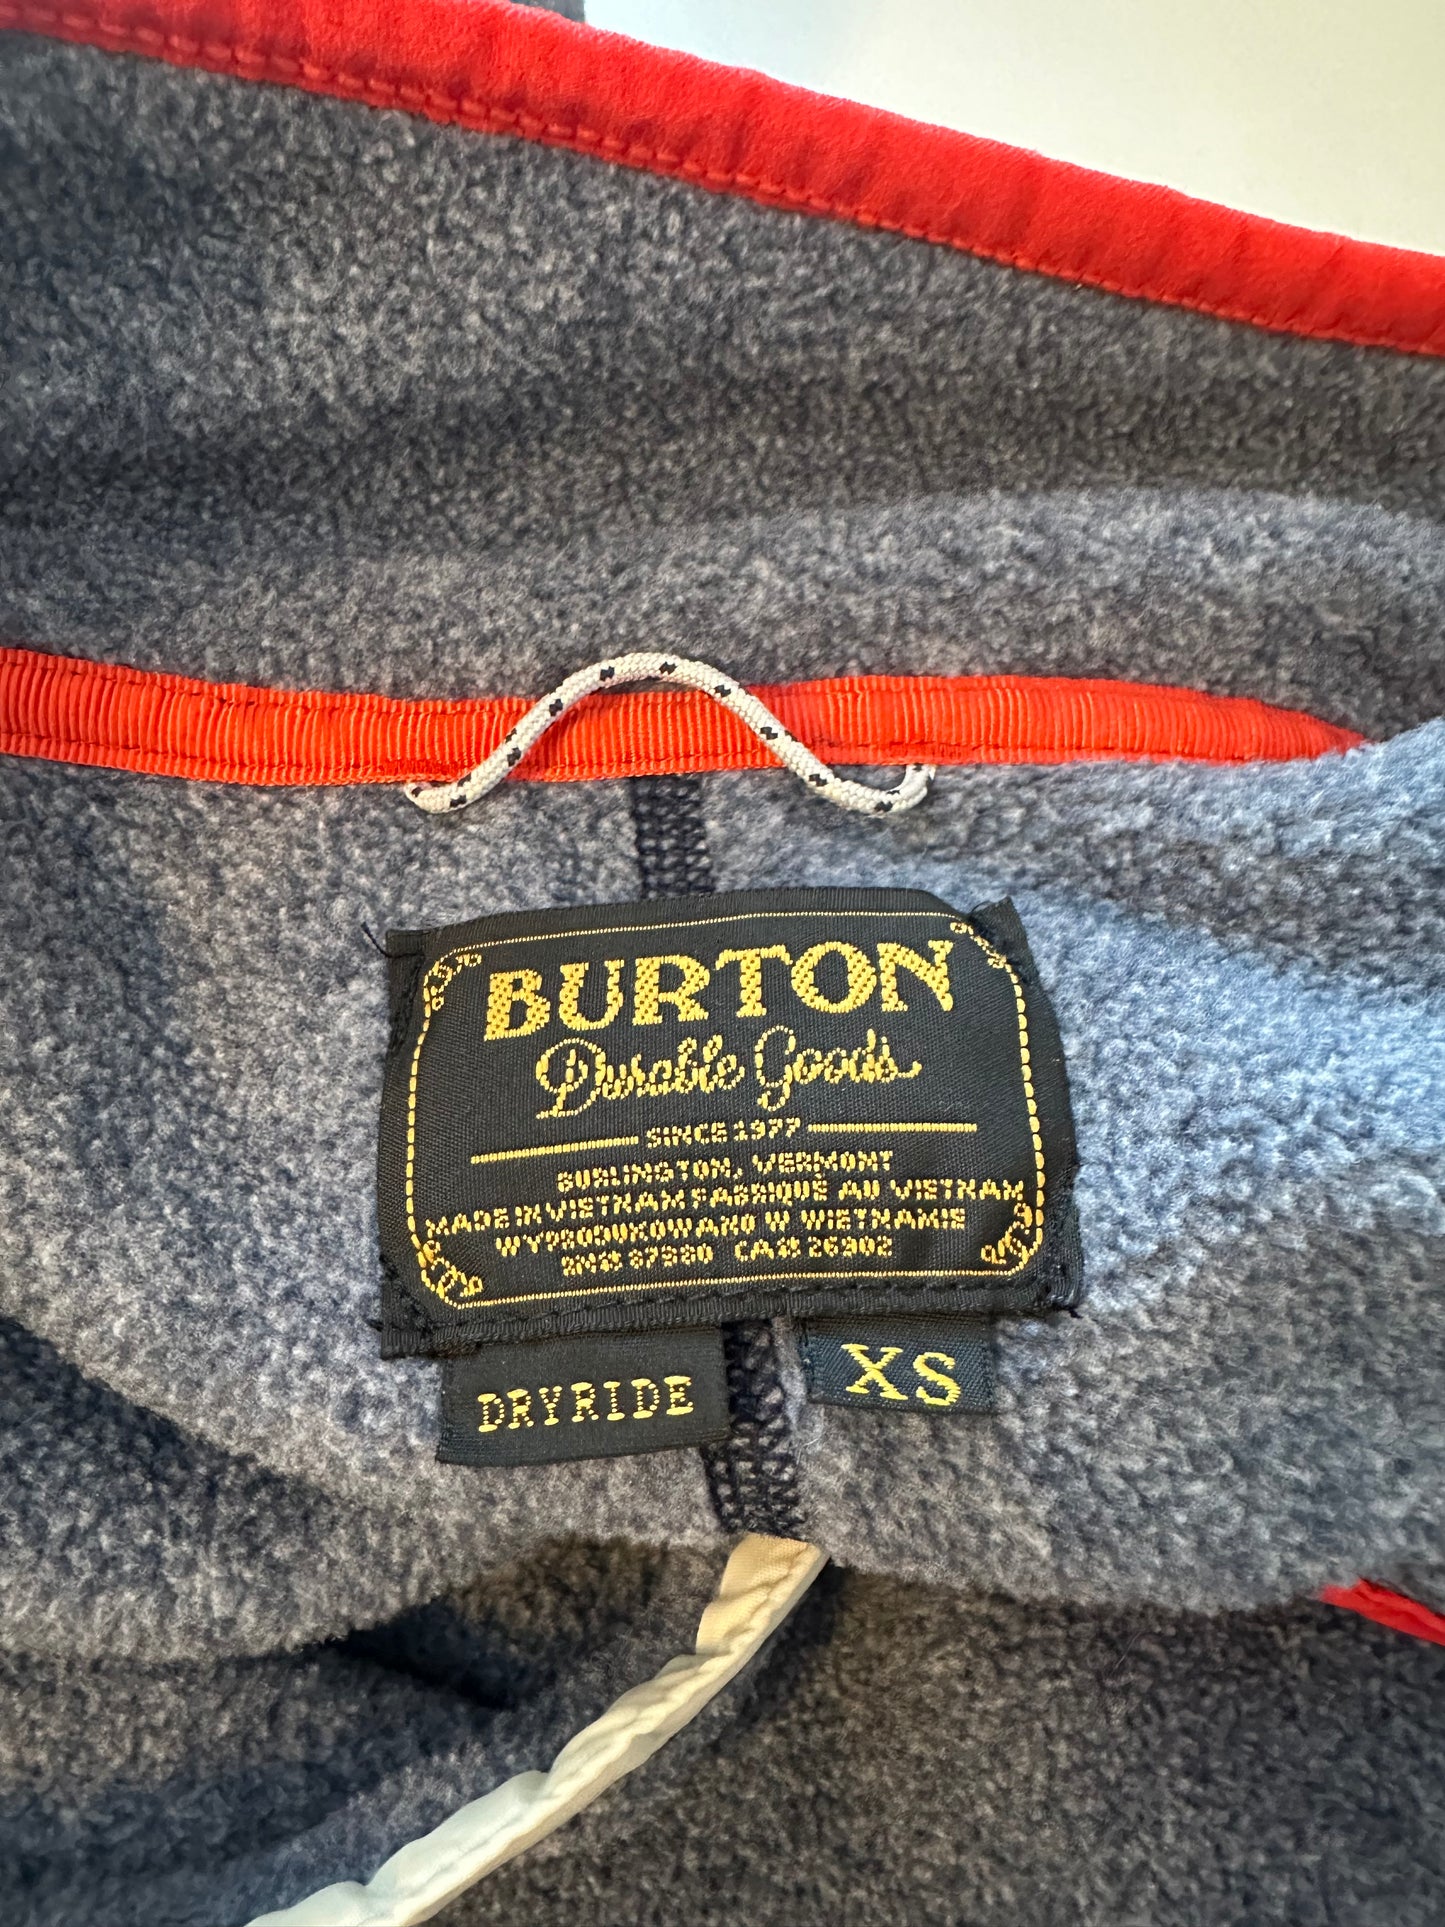 BURTON
Durable Goods
SINCE 1977
BURLINGTON, VERMONT
MADE IN VIETNAM FABRIQUÉ AU VIETNAM
WYPRODUKOWANO W WIETNAMIE
RN# 87980 CA# 26902
DRYRIDE
XS